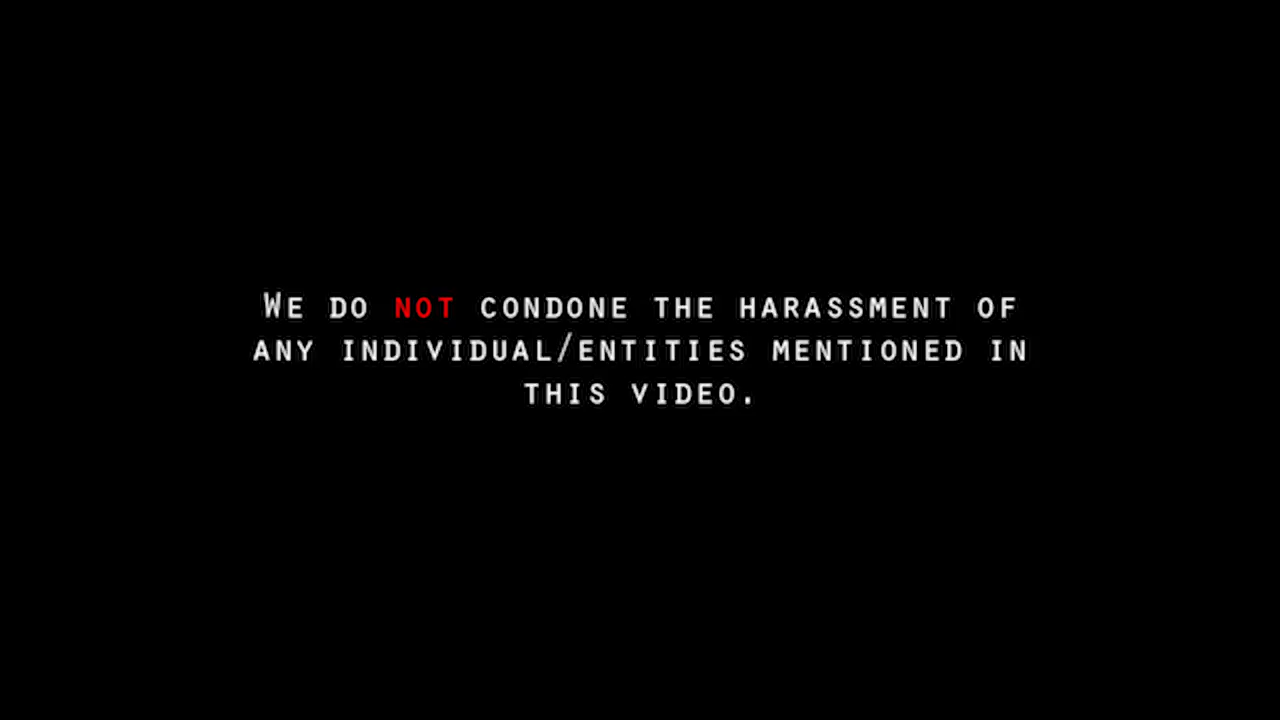 We do not condone the harassment of
any individual/entities mentioned in
this video.